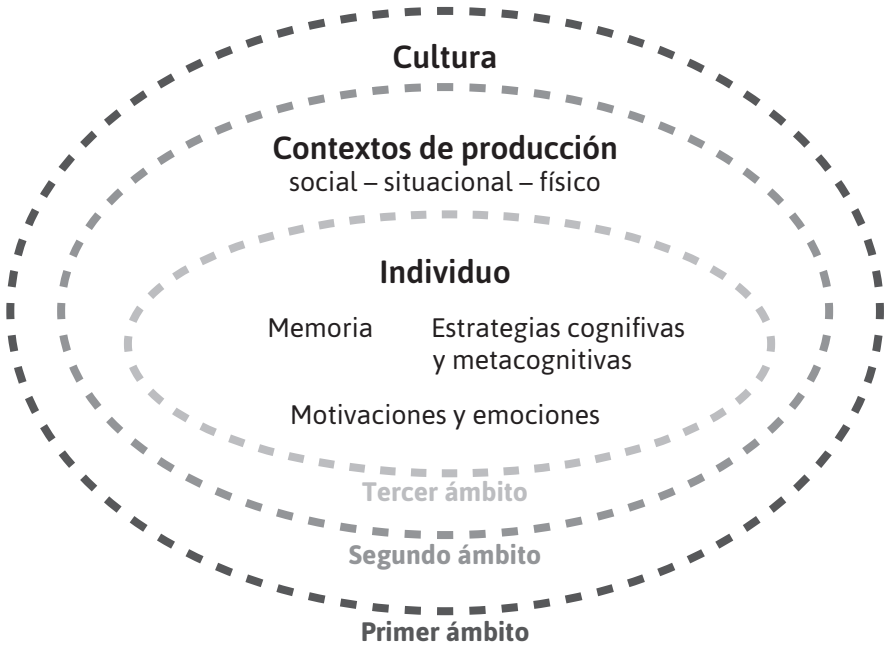 Cultura
Contextos de producción
social – situacional – físico
Individuo
Memoria
Estrategias cognifivas
y metacognitivas
Motivaciones y emociones
Tercer ámbito
Segundo ámbito
Primer ámbito